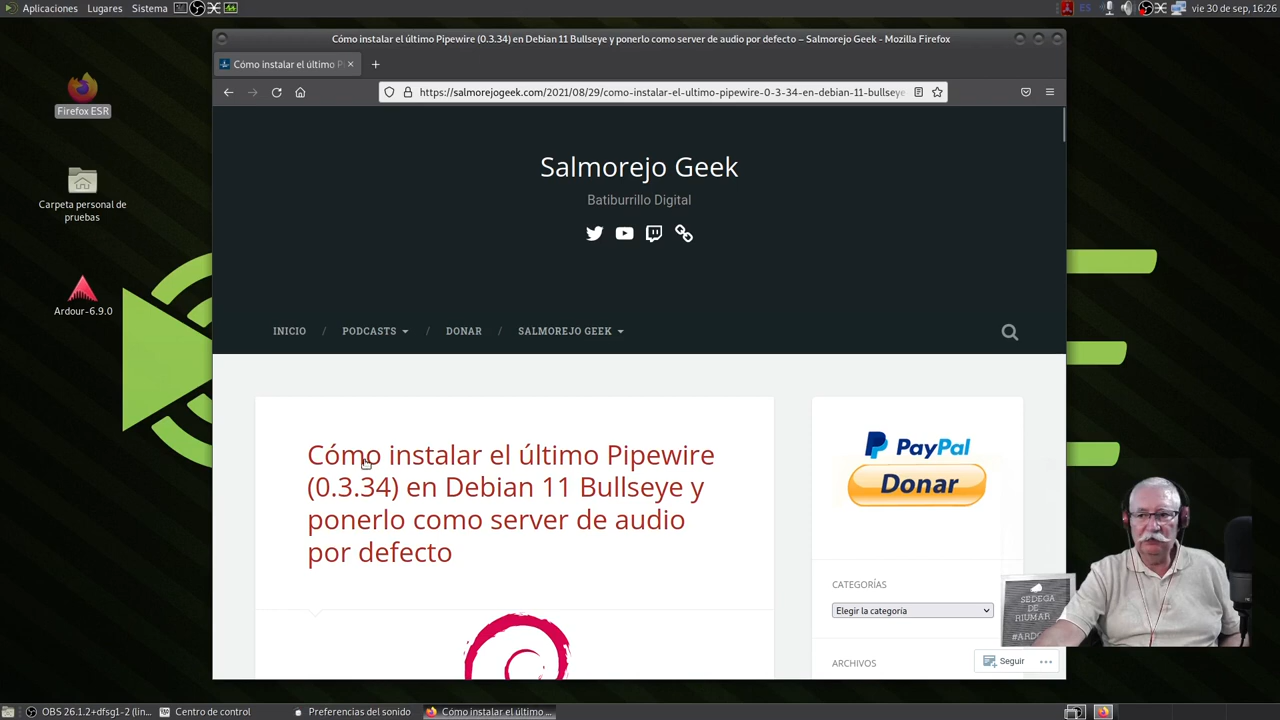 Aplicaciones Lugares Sistema
ES
vie 30 de sep, 16:26
Cómo instalar el último Pipewire (0.3.34) en Debian 11 Bullseye y ponerlo como server de audio por defecto – Salmorejo Geek - Mozilla Firefox
Cómo instalar el último P
https://salmorejogeek.com/2021/08/29/como-instalar-el-ultimo-pipewire-0-3-34-en-debian-11-bullseye
Firefox ESR
Carpeta personal de
pruebas
Ardour-6.9.0
Salmorejo Geek
Batiburrillo Digital
INICIO / PODCASTS / DONAR / SALMOREJO GEEK
Cómo instalar el último Pipewire
(0.3.34) en Debian 11 Bullseye y
ponerlo como server de audio
por defecto
PayPal
Donar
CATEGORÍAS
Elegir la categoría
ARCHIVOS
Seguir
SEDEGA
DE
RIUMAR
OBS 26.1.2+dfsg1-2 (lin...
Centro de control
Preferencias del sonido
Cómo instalar el último ...